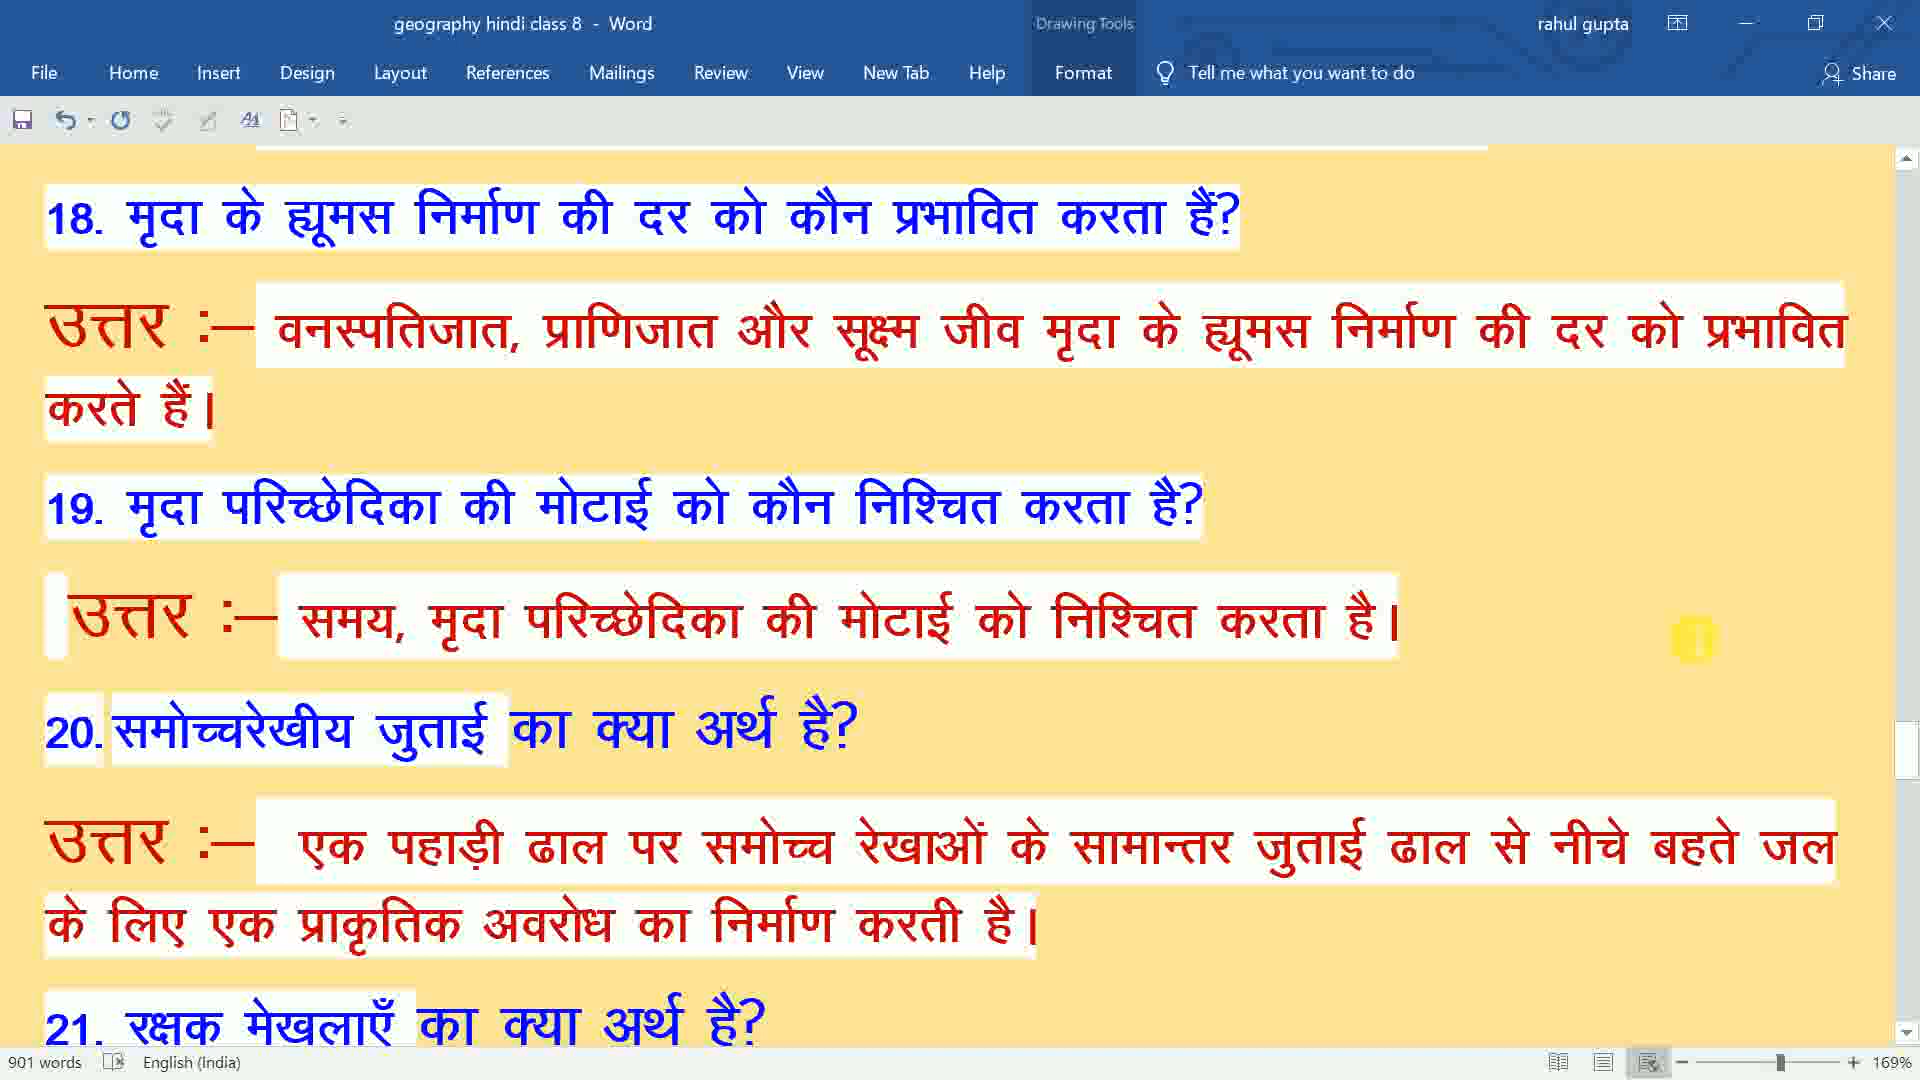 geography hindi class 8 - Word
Drawing Tools
rahul gupta
File Home Insert Design Layout References Mailings Review View New Tab Help Format Tell me what you want to do Share
18. मृदा के ह्यूमस निर्माण की दर को कौन प्रभावित करता हैं?
उत्तर :– वनस्पतिजात, प्राणिजात और सूक्ष्म जीव मृदा के ह्यूमस निर्माण की दर को प्रभावित
करते हैं।
19. मृदा परिच्छेदिका की मोटाई को कौन निश्चित करता है?
उत्तर :– समय, मृदा परिच्छेदिका की मोटाई को निश्चित करता है।
20. समोच्चरेखीय जुताई का क्या अर्थ है?
उत्तर :– एक पहाड़ी ढाल पर समोच्च रेखाओं के सामान्तर जुताई ढाल से नीचे बहते जल
के लिए एक प्राकृतिक अवरोध का निर्माण करती है।
21. रक्षक मेखलाएँ का क्या अर्थ है?
901 words English (India) 169%